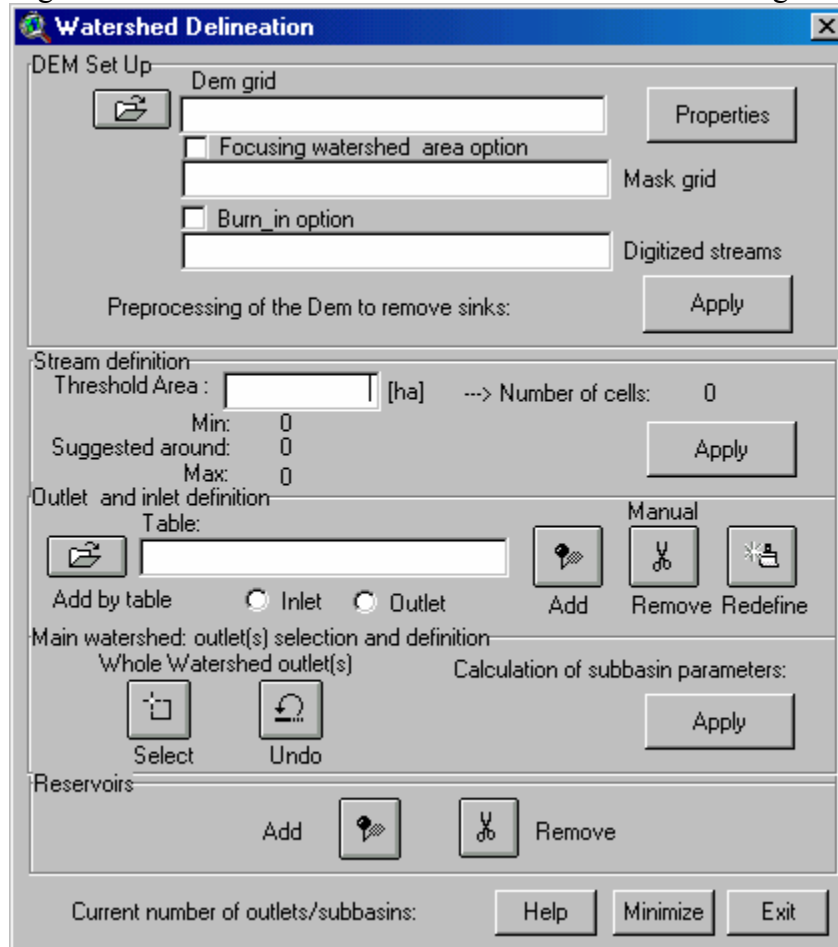 Watershed Delineation
DEM Set Up
Dem grid
Properties
Focusing watershed area option
Mask grid
Burn_in option
Digitized streams
Preprocessing of the Dem to remove sinks: Apply
Stream definition
Threshold Area : [ha] ---> Number of cells: 0
Min: 0
Suggested around: 0
Apply
Max: 0
Outlet and inlet definition
Manual
Table:
Add by table Inlet Outlet Add Remove Redefine
Main watershed: outlet(s) selection and definition
Whole Watershed outlet(s) Calculation of subbasin parameters:
Apply
Select Undo
Reservoirs
Add Remove
Current number of outlets/subbasins: Help Minimize Exit